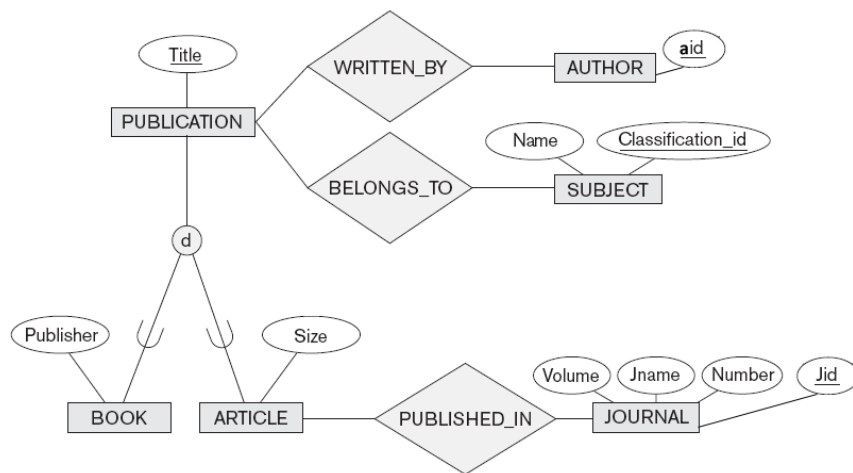 Title
WRITTEN_BY
AUTHOR
aid
PUBLICATION
Name
Classification_id
BELONGS_TO
SUBJECT
d
Publisher
Size
Volume
Jname
Number
Jid
BOOK
ARTICLE
PUBLISHED_IN
JOURNAL